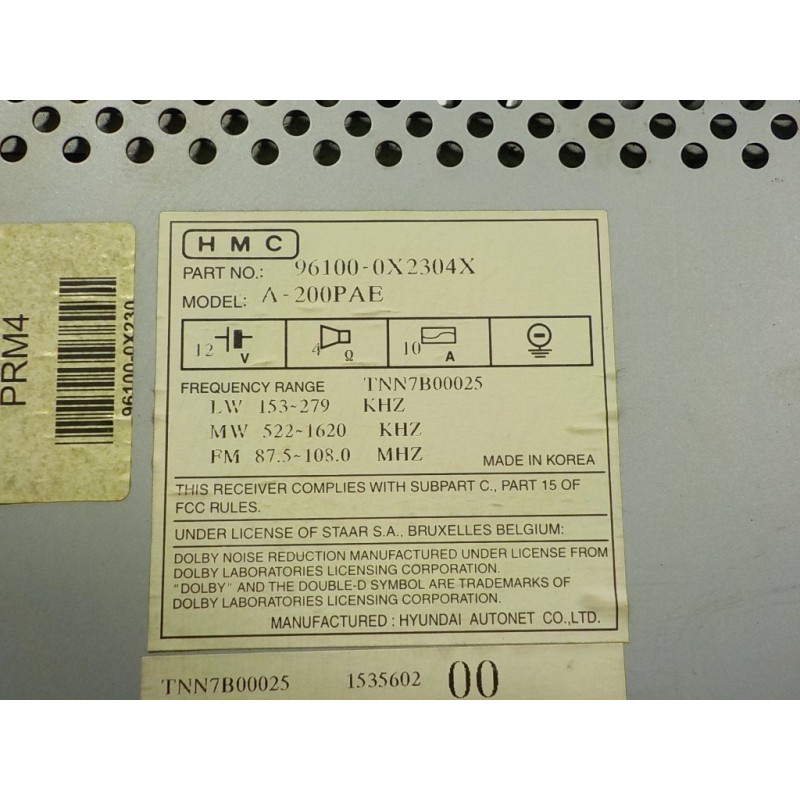 HMC
PART NO.: 96100-0X2304X
MODEL: A-200PAE
12 V 4 Ω 10 A
FREQUENCY RANGE TNN7B00025
LW 153~279 KHZ
MW 522~1620 KHZ
FM 87.5~108.0 MHZ MADE IN KOREA
THIS RECEIVER COMPLIES WITH SUBPART C., PART 15 OF
FCC RULES.
UNDER LICENSE OF STAAR S.A., BRUXELLES BELGIUM:
DOLBY NOISE REDUCTION MANUFACTURED UNDER LICENSE FROM
DOLBY LABORATORIES LICENSING CORPORATION.
"DOLBY" AND THE DOUBLE-D SYMBOL ARE TRADEMARKS OF
DOLBY LABORATORIES LICENSING CORPORATION.
MANUFACTURED : HYUNDAI AUTONET CO.,LTD.
TNN7B00025 1535602 00
PRM4
96100-0X230